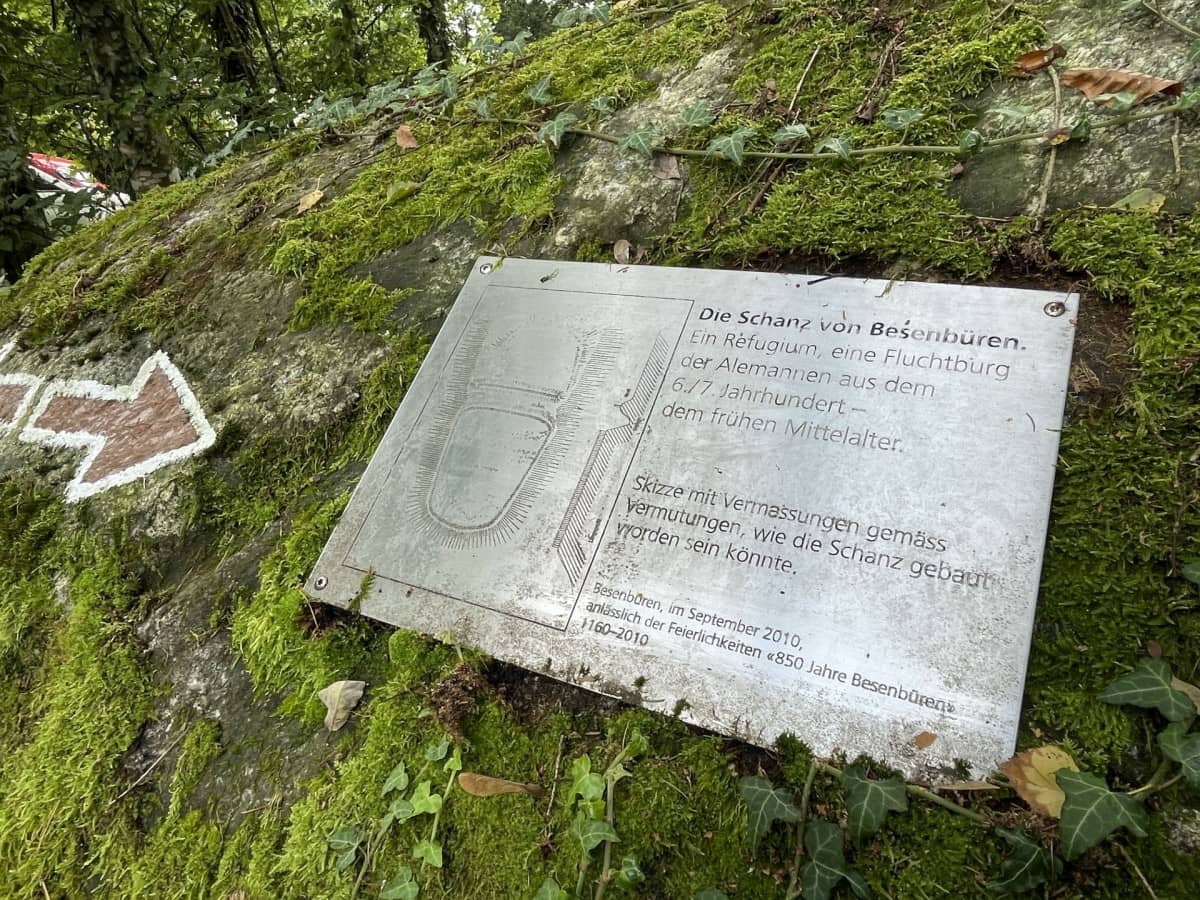 Die Schanz von Besenbüren.
Ein Refugium, eine Fluchtburg
der Alemannen aus dem
6./7. Jahrhundert –
dem frühen Mittelalter.
Skizze mit Vermassungen gemäss
Vermutungen, wie die Schanz gebaut
worden sein könnte.
Besenbüren, im September 2010,
anlässlich der Feierlichkeiten «850 Jahre Besenbüren»
1160–2010